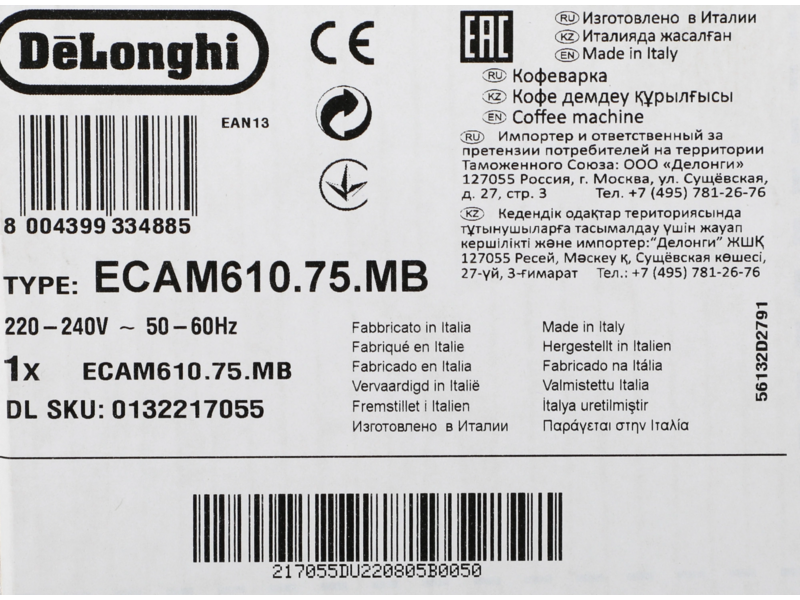 DeLonghi
CE
EAC
RU Изготовлено в Италии
KZ Италияда жасалған
EN Made in Italy
RU Кофеварка
KZ Кофе демдеу құрылғысы
EN Coffee machine
RU Импортер и ответственный за
претензии потребителей на территории
Таможенного Союза: ООО «Делонги»
127055 Россия, г. Москва, ул. Сущёвская,
д. 27, стр. 3 Тел. +7 (495) 781-26-76
KZ Кедендік одақтар териториясында
тұтынушыларға тасымалдау үшін жауап
кершілікті және импортер:“Делонги” ЖШҚ
127055 Ресей, Мәскеу қ, Сущёвская көшесі,
27-үй, 3-ғимарат Тел.: +7 (495) 781-26-76
EAN13
8 004399 334885
TYPE: ECAM610.75.MB
220-240V ~ 50-60Hz
1x ECAM610.75.MB
DL SKU: 0132217055
Fabbricato in Italia
Fabriqué en Italie
Fabricado en Italia
Vervaardigd in Italië
Fremstillet i Italien
Изготовлено в Италии
Made in Italy
Hergestellt in Italien
Fabricado na Itália
Valmistettu Italia
İtalya uretilmiştir
Παράγεται στην Ιταλία
56132D2791
217055DU220805B0050